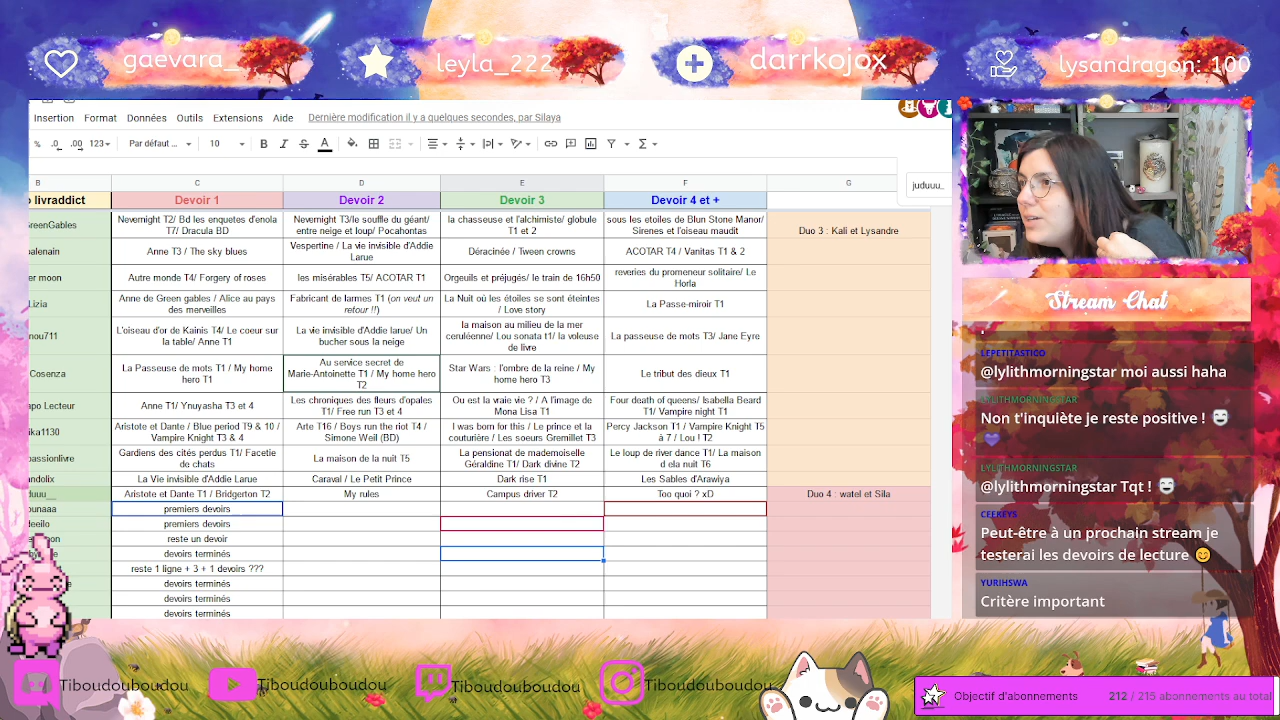 gaevara_
leyla_222
darrkojox
lysandragon: 100
Insertion Format Données Outils Extensions Aide Dernière modification il y a quelques secondes, par Silaya
% .0 .00 123 Par défaut ... 10 B I S A
juduuu_
B C D E F G
livraddict Devoir 1 Devoir 2 Devoir 3 Devoir 4 et +
reenGables Nevernight T2/ Bd les enquetes d'enola Nevernight T3/le souffle du géant/ la chasseuse et l'alchimiste/ globule sous les etoiles de Blun Stone Manor/
T7/ Dracula BD entre neige et loup/ Pocahontas T1 et 2 Sirenes et l'oiseau maudit Duo 3 : Kali et Lysandre
alenain Anne T3 / The sky blues Vespertine / La vie invisible d'Addie Larue Déracinée / Tween crowns ACOTAR T4 / Vanitas T1 & 2
er moon Autre monde T4/ Forgery of roses les misérables T5/ ACOTAR T1 Orgeuils et préjugés/ le train de 16h50 reveries du promeneur solitaire/ Le Horla
Lizia Anne de Green gables / Alice au pays des merveilles Fabricant de larmes T1 (on veut un retour !!) La Nuit où les étoiles se sont éteintes / Love story La Passe-miroir T1
nou711 L'oiseau d'or de Kainis T4/ Le coeur sur la table/ Anne T1 La vie invisible d'Addie larue/ Un bucher sous la neige la maison au milieu de la mer ceruléenne/ Lou sonata t1/ la voleuse de livre La passeuse de mots T3/ Jane Eyre
Cosenza La Passeuse de mots T1 / My home hero T1 Au service secret de Marie-Antoinette T1 / My home hero T2 Star Wars : l'ombre de la reine / My home hero T3 Le tribut des dieux T1
apo Lecteur Anne T1/ Ynuyasha T3 et 4 Les chroniques des fleurs d'opales T1/ Free run T3 et 4 Ou est la vraie vie ? / A l'image de Mona Lisa T1 Four death of queens/ Isabella Beard T1/ Vampire night T1
ika1130 Aristote et Dante / Blue period T9 & 10 / Vampire Knight T3 & 4 Arte T16 / Boys run the riot T4 / Simone Weil (BD) I was born for this / Le prince et la couturière / Les soeurs Gremillet T3 Percy Jackson T1 / Vampire Knight T5 à 7 / Lou ! T2
passionlivre Gardiens des cités perdus T1/ Facetie de chats La maison de la nuit T5 La pensionat de mademoiselle Géraldine T1/ Dark divine T2 Le loup de river dance T1/ La maison d ela nuit T6
ndolix La Vie invisible d'Addie Larue Caraval / Le Petit Prince Dark rise T1 Les Sables d'Arawiya
duuu__ Aristote et Dante T1 / Bridgerton T2 My rules Campus driver T2 Too quoi ? xD Duo 4 : watel et Sila
ounaaa premiers devoirs
leeilo premiers devoirs
reste un devoir
devoirs terminés
reste 1 ligne + 3 + 1 devoirs ???
devoirs terminés
devoirs terminés
devoirs terminés
Stream Chat
LEPETITASTICO
@lylithmorningstar moi aussi haha
LYLITHMORNINGSTAR
Non t'inquiète je reste positive !
LYLITHMORNINGSTAR
@lylithmorningstar Tqt !
CEEKEYS
Peut-être à un prochain stream je
testerai les devoirs de lecture
YURIHSWA
Critère important
Tiboudouboudou
Tiboudouboudou
Tiboudouboudou
Tiboudouboudou
Objectif d'abonnements 212 / 215 abonnements au total